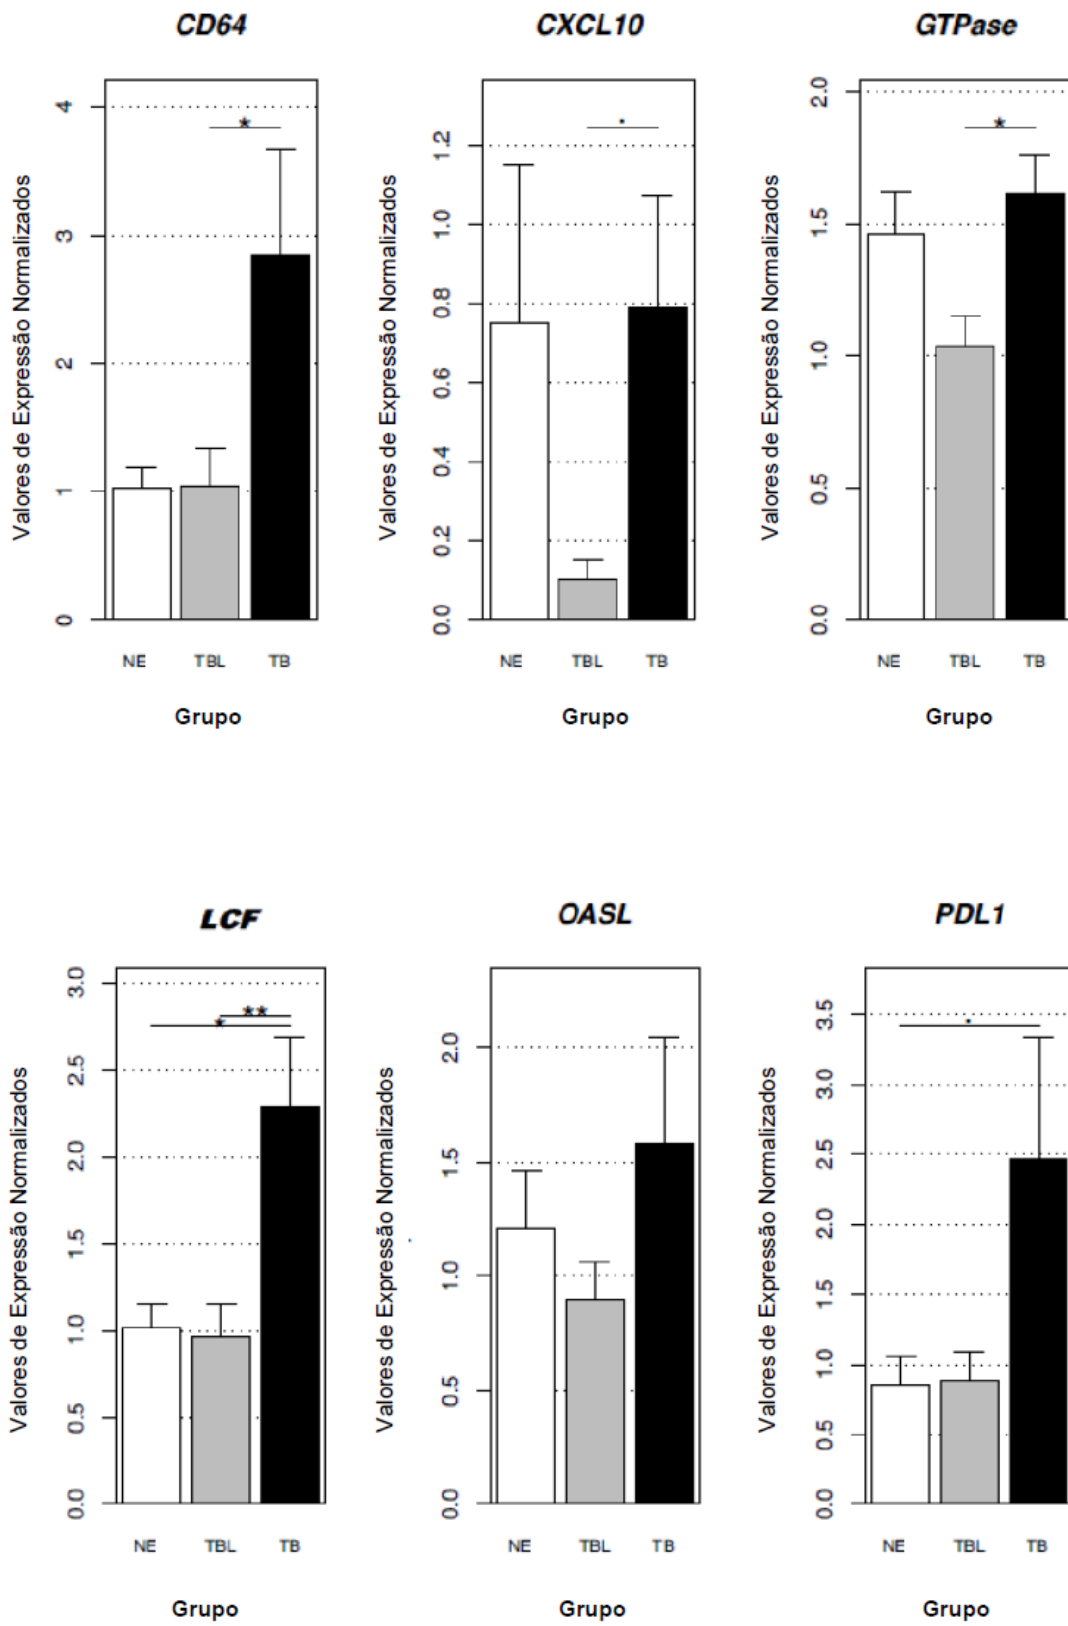 CD64 CXCL10 GTPase
Valores de Expressão Normalizados
4
3
2
1
0
*
NE TBL TB
Grupo
Valores de Expressão Normalizados
1.2
1.0
0.8
0.6
0.4
0.2
0.0
.
NE TBL TB
Grupo
Valores de Expressão Normalizados
2.0
1.5
1.0
0.5
0.0
*
NE TBL TB
Grupo
LCF OASL PDL1
Valores de Expressão Normalizados
3.0
2.5
2.0
1.5
1.0
0.5
0.0
**
*
NE TBL TB
Grupo
Valores de Expressão Normalizados
2.0
1.5
1.0
0.5
0.0
NE TBL TB
Grupo
Valores de Expressão Normalizados
3.5
3.0
2.5
2.0
1.5
1.0
0.5
0.0
.
NE TBL TB
Grupo